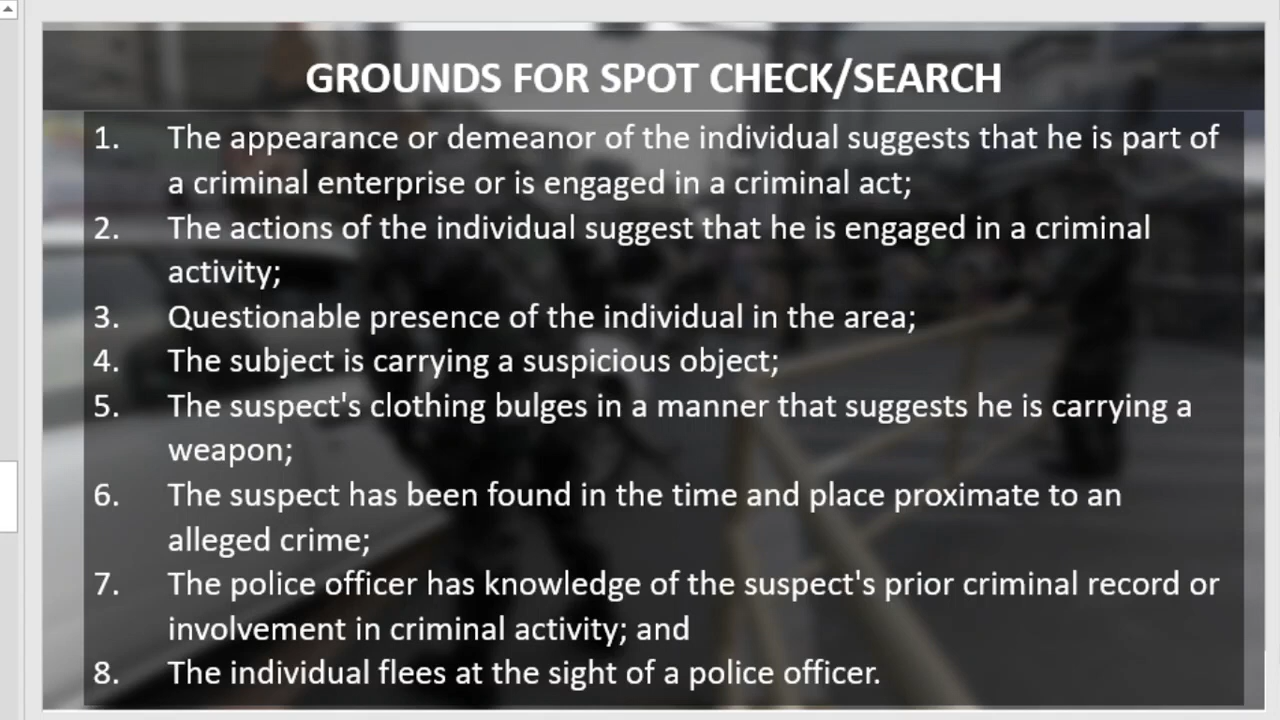 GROUNDS FOR SPOT CHECK/SEARCH
1. The appearance or demeanor of the individual suggests that he is part of
a criminal enterprise or is engaged in a criminal act;
2. The actions of the individual suggest that he is engaged in a criminal
activity;
3. Questionable presence of the individual in the area;
4. The subject is carrying a suspicious object;
5. The suspect's clothing bulges in a manner that suggests he is carrying a
weapon;
6. The suspect has been found in the time and place proximate to an
alleged crime;
7. The police officer has knowledge of the suspect's prior criminal record or
involvement in criminal activity; and
8. The individual flees at the sight of a police officer.